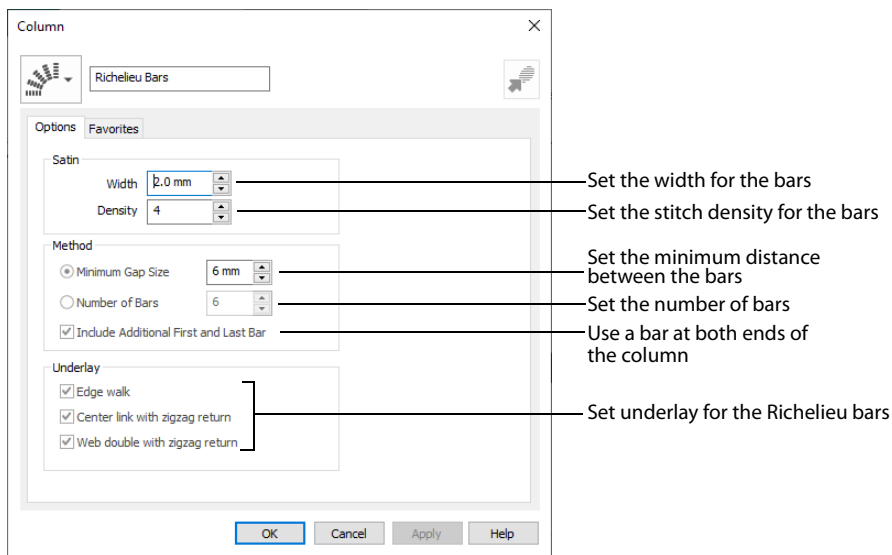 Column
Richelieu Bars
Options Favorites
Satin
Width 2.0 mm
Set the width for the bars
Density 4
Set the stitch density for the bars
Method
Minimum Gap Size 6 mm
Set the minimum distance
between the bars
Number of Bars 6
Set the number of bars
Include Additional First and Last Bar
Use a bar at both ends of
the column
Underlay
Edge walk
Center link with zigzag return
Web double with zigzag return
Set underlay for the Richelieu bars
OK Cancel Apply Help